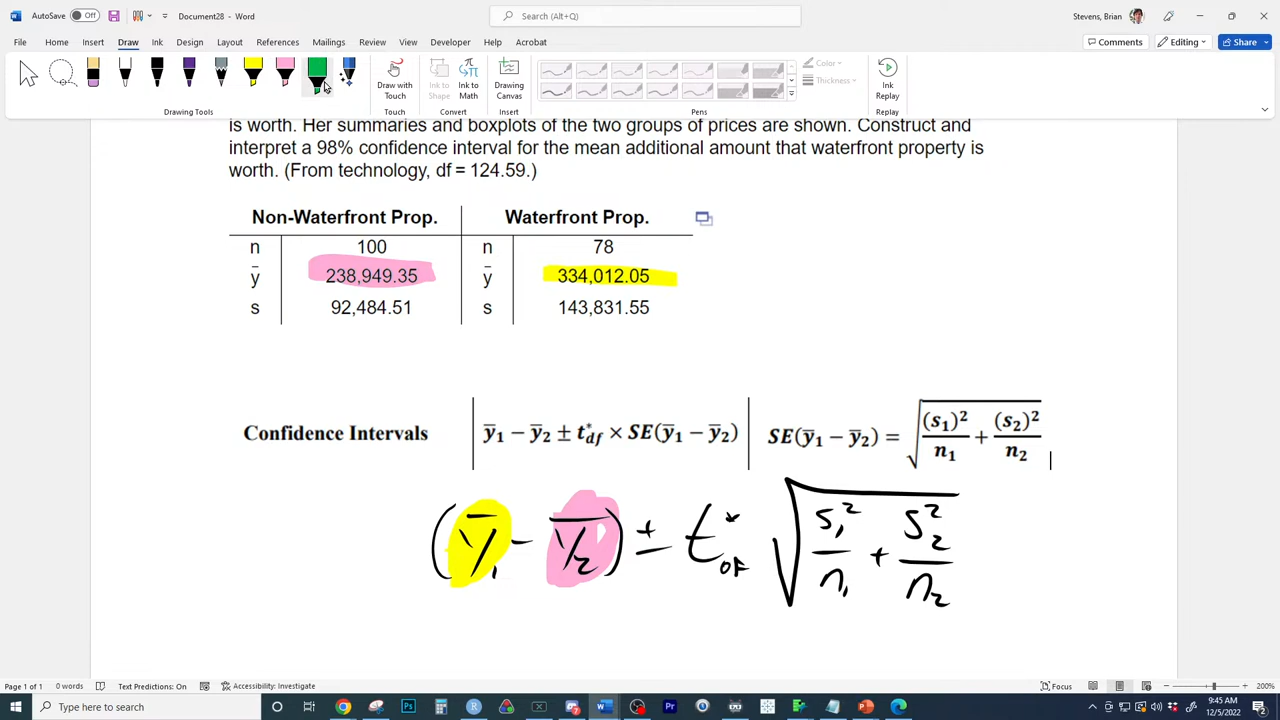 AutoSave Off Document28 - Word Search (Alt+Q) Stevens, Brian
File Home Insert Draw Ink Design Layout References Mailings Review View Developer Help Acrobat Comments Editing Share
Draw with Touch Ink to Shape Ink to Math Drawing Canvas Color Thickness Ink Replay
Drawing Tools Touch Convert Insert Pens Replay
is worth. Her summaries and boxplots of the two groups of prices are shown. Construct and
interpret a 98% confidence interval for the mean additional amount that waterfront property is
worth. (From technology, df = 124.59.)
Non-Waterfront Prop. Waterfront Prop.
n 100 n 78
ȳ 238,949.35 ȳ 334,012.05
s 92,484.51 s 143,831.55
Confidence Intervals ȳ₁ − ȳ₂ ± t*df × SE(ȳ₁ − ȳ₂) SE(ȳ₁ − ȳ₂) = √((s₁)²/n₁ + (s₂)²/n₂)
(ȳ₁ − ȳ₂) ± t*DF √(s₁²/n₁ + s₂²/n₂)
Page 1 of 1 0 words Text Predictions: On Accessibility: Investigate Focus 200%
Type here to search 9:45 AM
12/5/2022